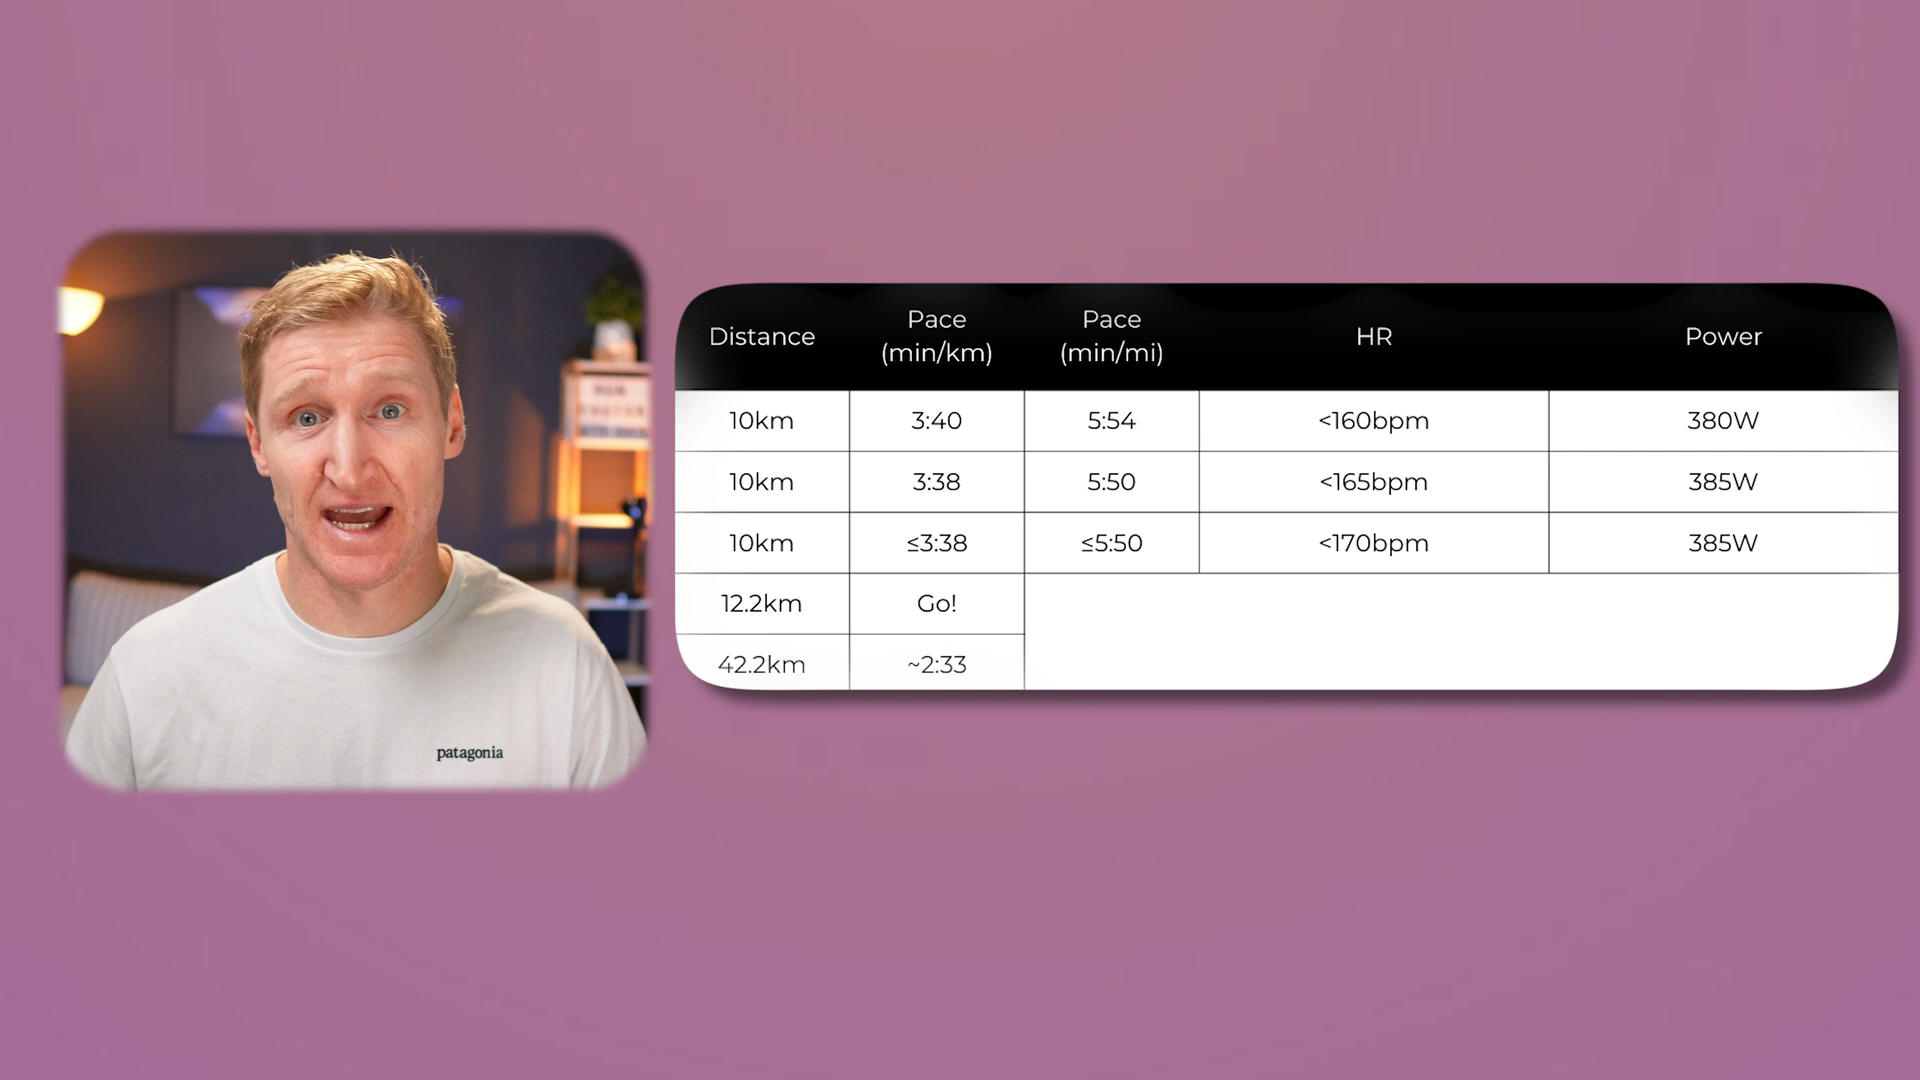 Distance Pace (min/km) Pace (min/mi) HR Power
10km 3:40 5:54 <160bpm 380W
10km 3:38 5:50 <165bpm 385W
10km ≤3:38 ≤5:50 <170bpm 385W
12.2km Go!
42.2km ~2:33
patagonia